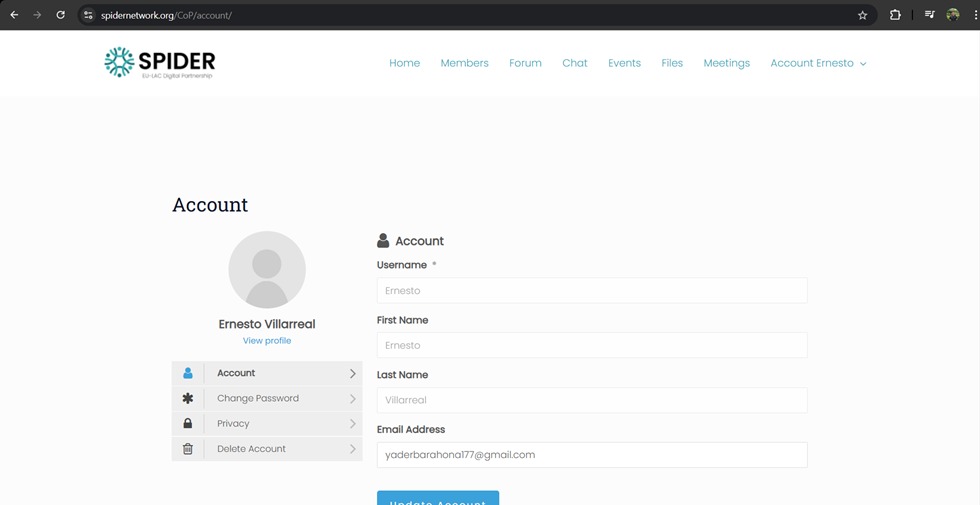 spidernetwork.org/CoP/account/
SPIDER
EU-LAC Digital Partnership
Home Members Forum Chat Events Files Meetings Account Ernesto
Account
Ernesto Villarreal
View profile
Account
Change Password
Privacy
Delete Account
Account
Username *
Ernesto
First Name
Ernesto
Last Name
Villarreal
Email Address
yaderbarahona177@gmail.com
Update Account